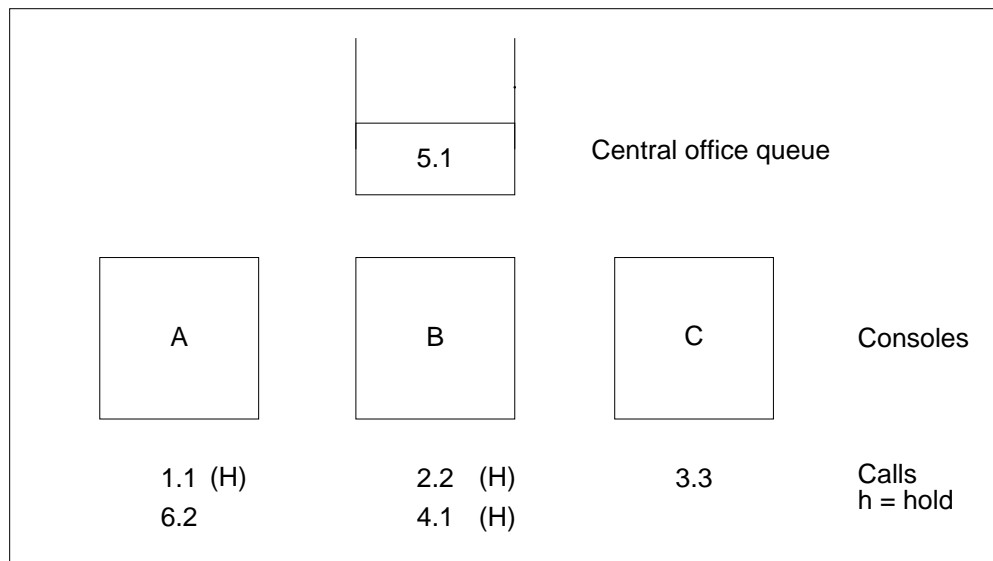 5.1
Central office queue
A
B
C
Consoles
1.1 (H)
2.2 (H)
3.3
Calls
h = hold
6.2
4.1 (H)